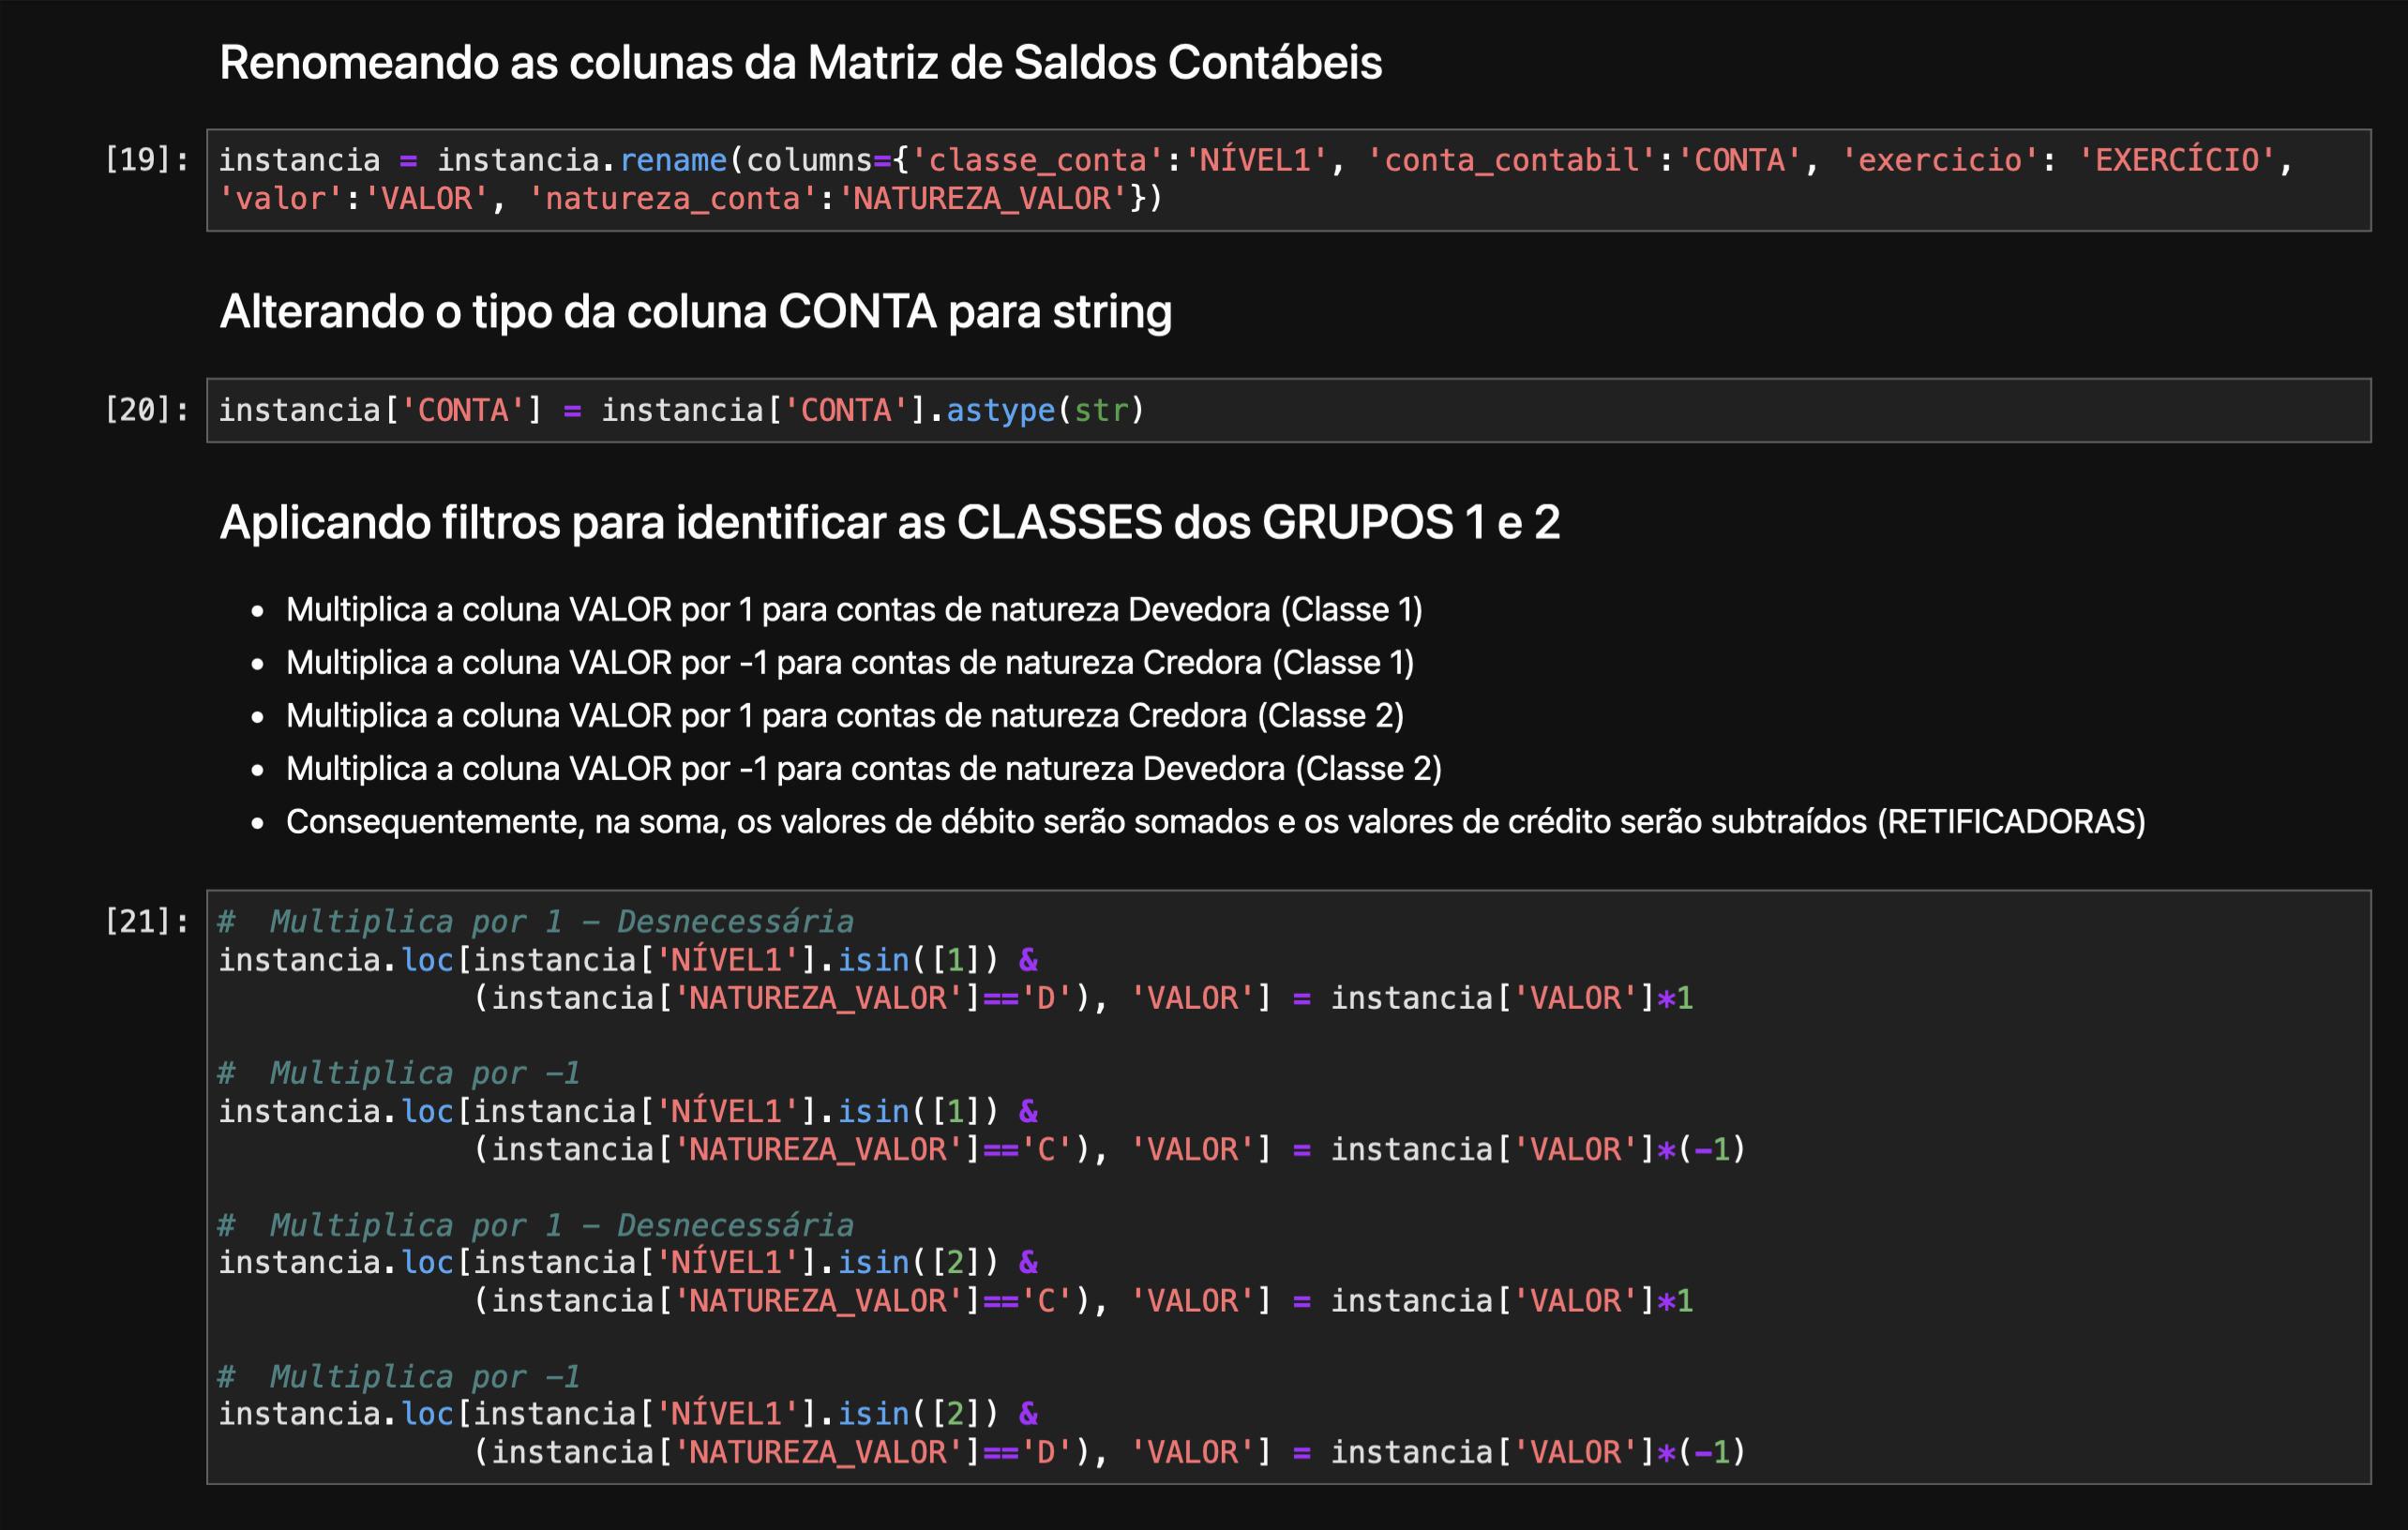 Renomeando as colunas da Matriz de Saldos Contábeis
[19]: instancia = instancia.rename(columns={'classe_conta':'NÍVEL1', 'conta_contabil':'CONTA', 'exercicio': 'EXERCÍCIO',
'valor':'VALOR', 'natureza_conta':'NATUREZA_VALOR'})
Alterando o tipo da coluna CONTA para string
[20]: instancia['CONTA'] = instancia['CONTA'].astype(str)
Aplicando filtros para identificar as CLASSES dos GRUPOS 1 e 2
• Multiplica a coluna VALOR por 1 para contas de natureza Devedora (Classe 1)
• Multiplica a coluna VALOR por -1 para contas de natureza Credora (Classe 1)
• Multiplica a coluna VALOR por 1 para contas de natureza Credora (Classe 2)
• Multiplica a coluna VALOR por -1 para contas de natureza Devedora (Classe 2)
• Consequentemente, na soma, os valores de débito serão somados e os valores de crédito serão subtraídos (RETIFICADORAS)
[21]: #  Multiplica por 1 - Desnecessária
instancia.loc[instancia['NÍVEL1'].isin([1]) &
(instancia['NATUREZA_VALOR']=='D'), 'VALOR'] = instancia['VALOR']*1
#  Multiplica por -1
instancia.loc[instancia['NÍVEL1'].isin([1]) &
(instancia['NATUREZA_VALOR']=='C'), 'VALOR'] = instancia['VALOR']*(-1)
#  Multiplica por 1 - Desnecessária
instancia.loc[instancia['NÍVEL1'].isin([2]) &
(instancia['NATUREZA_VALOR']=='C'), 'VALOR'] = instancia['VALOR']*1
#  Multiplica por -1
instancia.loc[instancia['NÍVEL1'].isin([2]) &
(instancia['NATUREZA_VALOR']=='D'), 'VALOR'] = instancia['VALOR']*(-1)